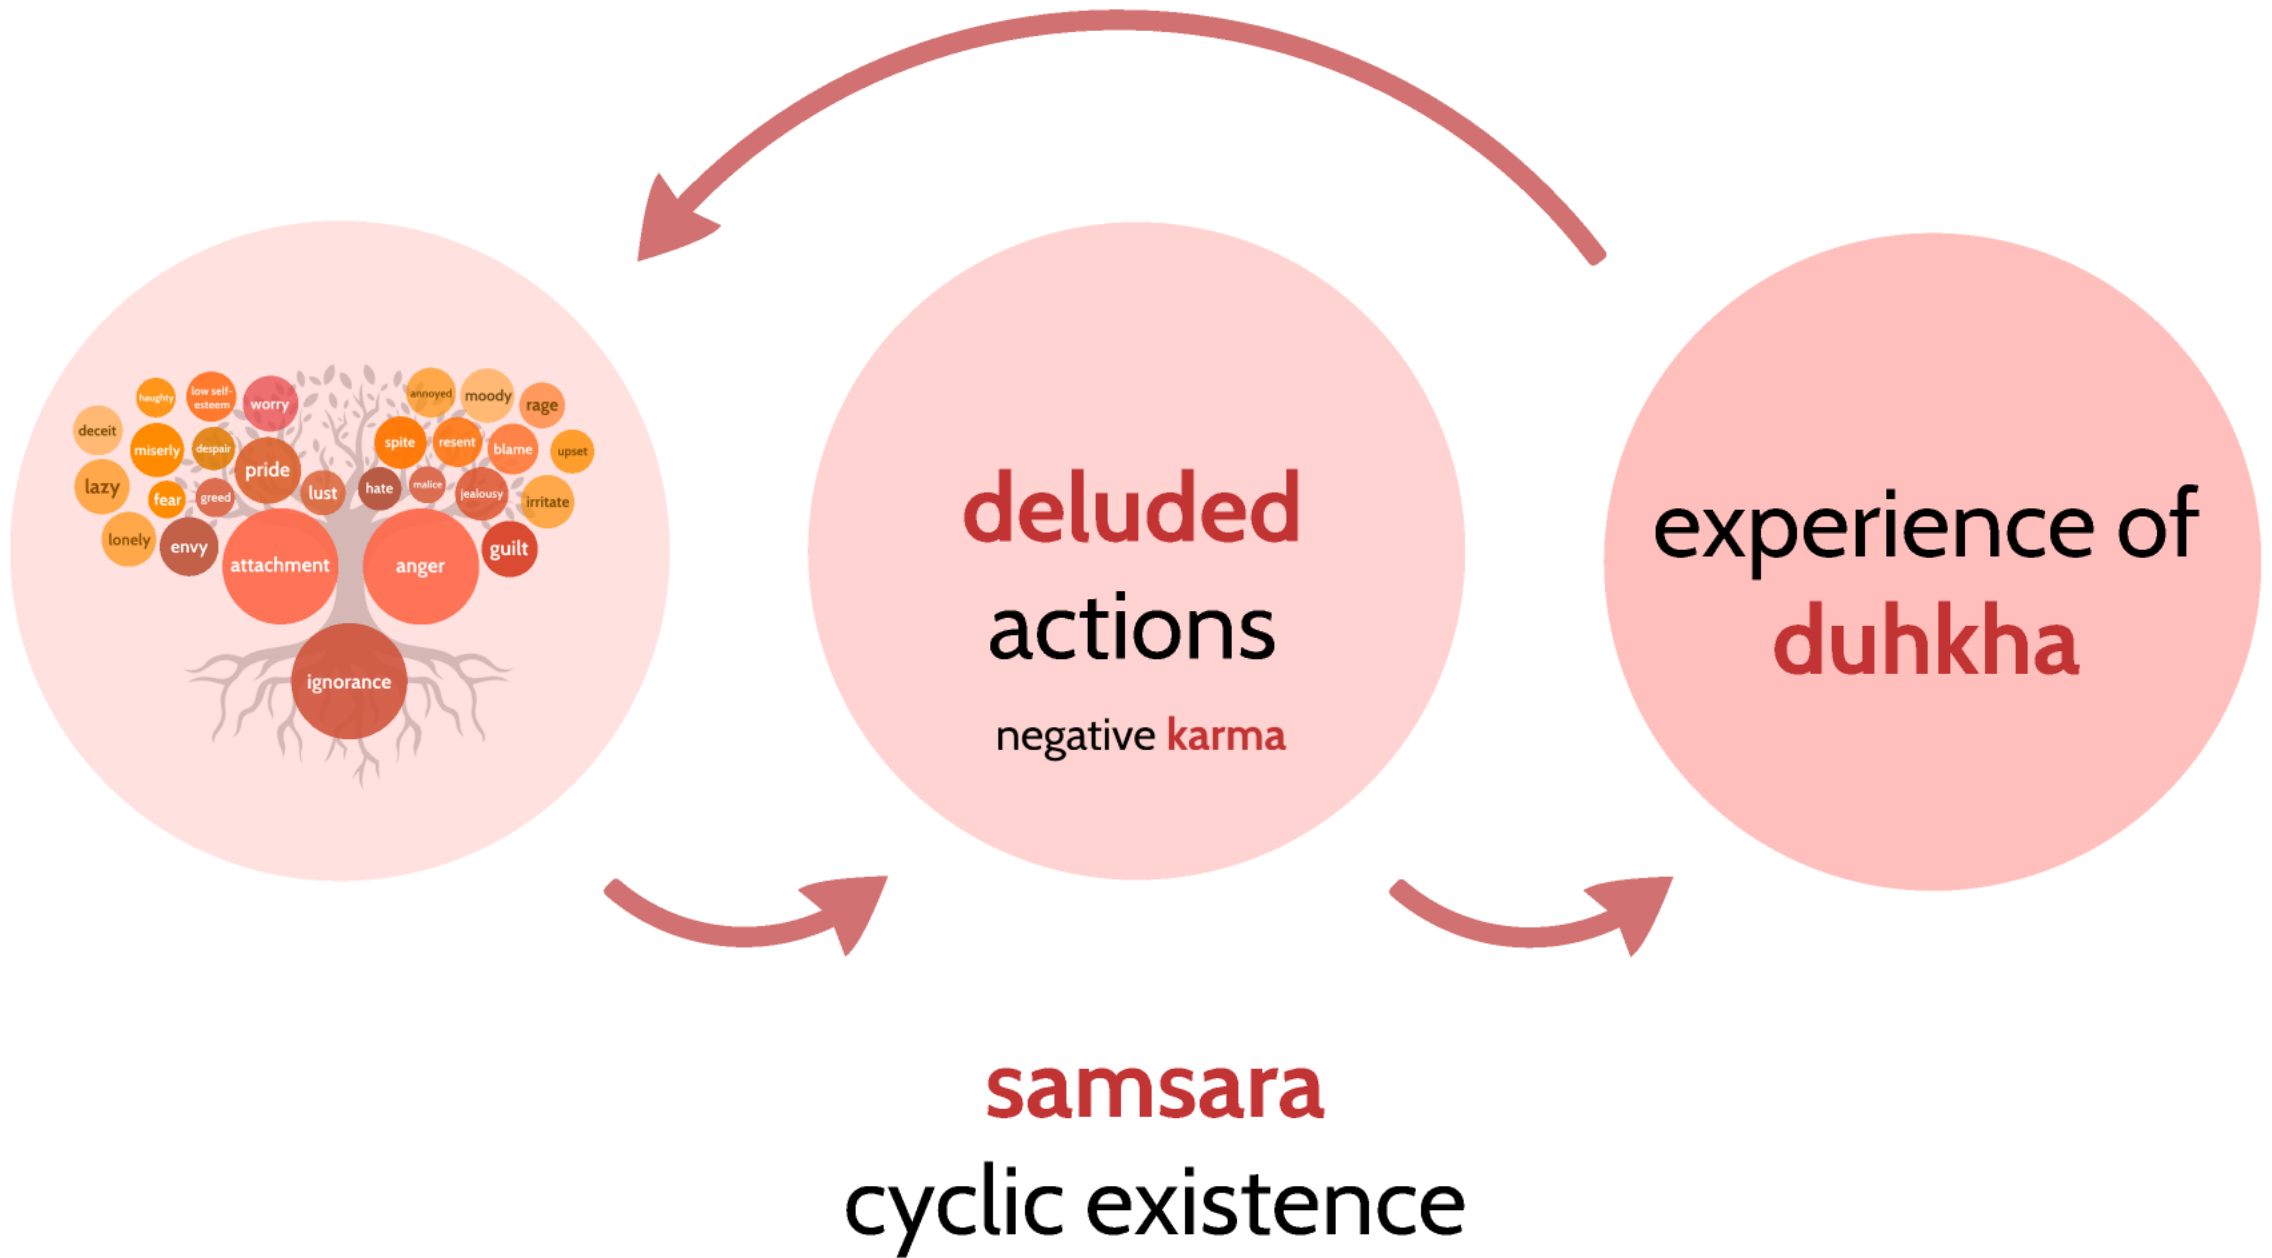 haughty
low self-
esteem
worry
deceit
miserly
despair
pride
lazy
fear
greed
lust
lonely
envy
attachment
annoyed
moody
rage
spite
resent
blame
upset
hate
malice
jealousy
irritate
anger
guilt
ignorance
deluded
actions
negative karma
experience of
duhkha
samsara
cyclic existence